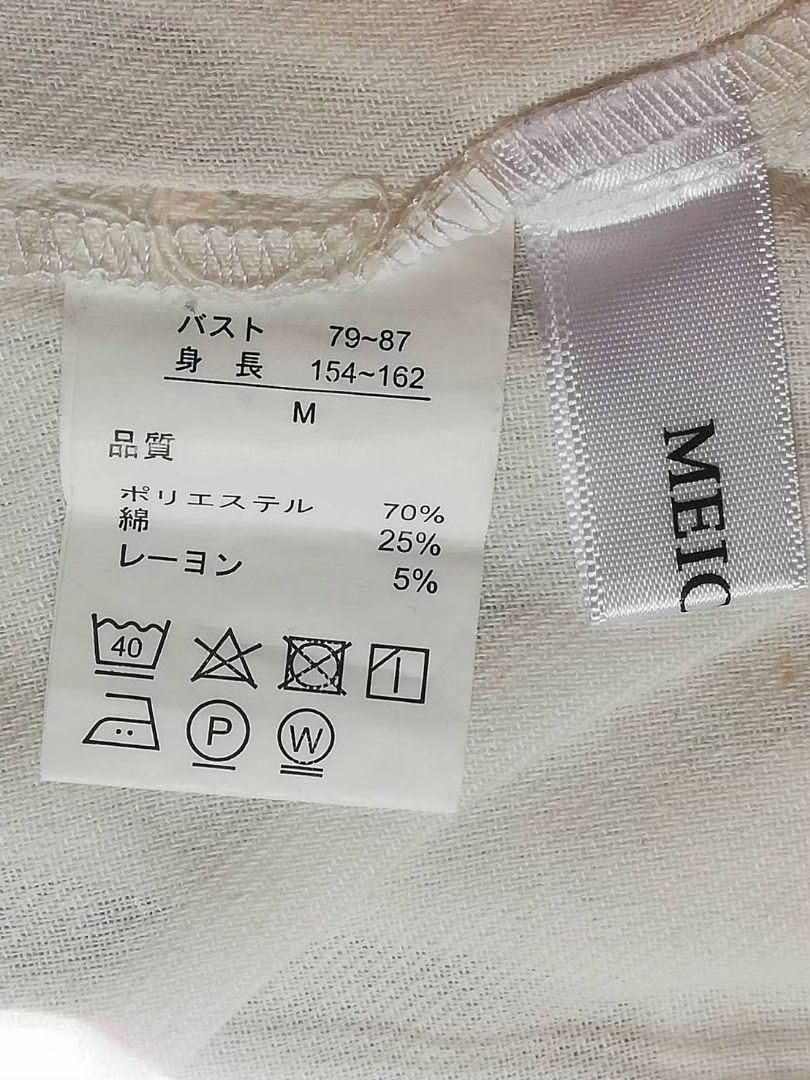 バスト 79~87
身長 154~162
M
品質
ポリエステル 70%
綿 25%
レーヨン 5%
40
P
W
MEIC